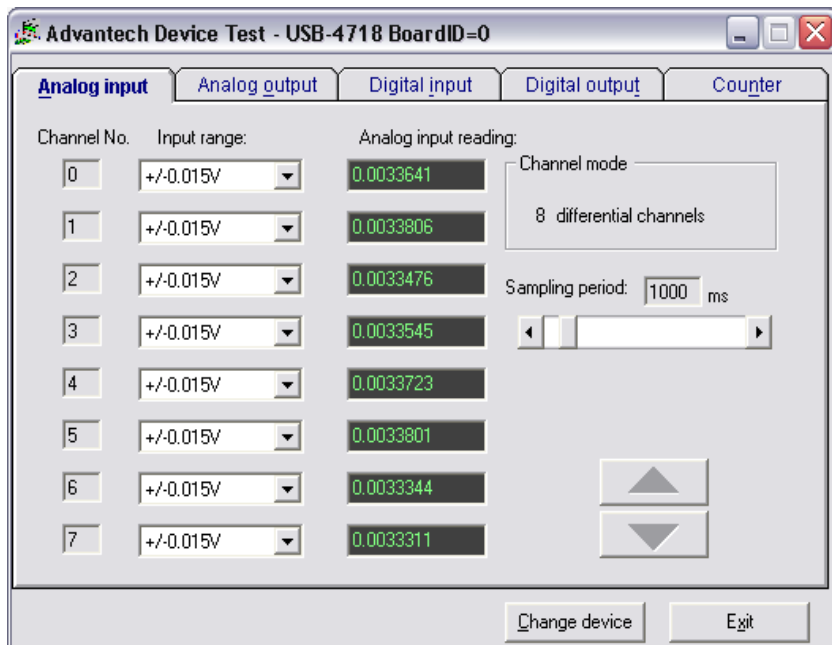 Advantech Device Test - USB-4718 BoardID=0
Analog input Analog output Digital input Digital output Counter
Channel No. Input range: Analog input reading:
0 +/-0.015V 0.0033641
Channel mode
8 differential channels
1 +/-0.015V 0.0033806
2 +/-0.015V 0.0033476
Sampling period: 1000 ms
3 +/-0.015V 0.0033545
4 +/-0.015V 0.0033723
5 +/-0.015V 0.0033801
6 +/-0.015V 0.0033344
7 +/-0.015V 0.0033311
Change device Exit